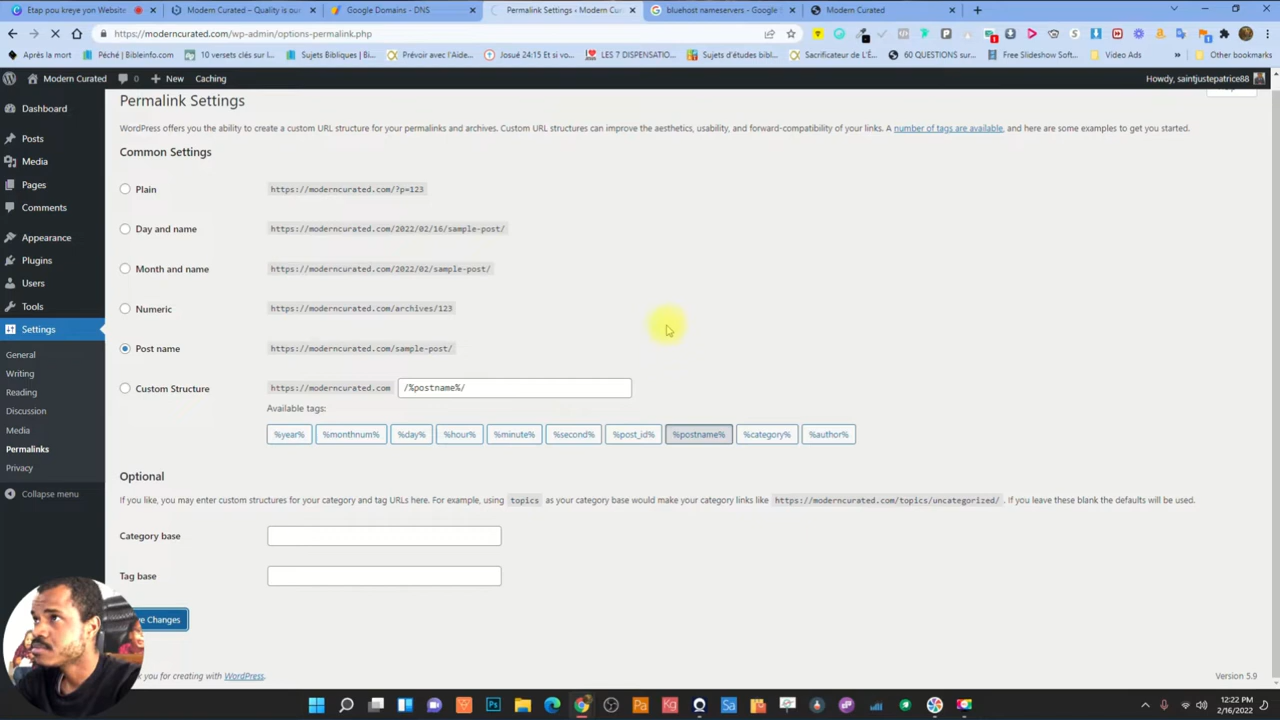 Etap pou kreye yon Website
Modern Curated – Quality is ou
Google Domains - DNS
Permalink Settings ‹ Modern Cu
bluehost nameservers - Google
Modern Curated
https://moderncurated.com/wp-admin/options-permalink.php
Après la mort
Péché | Bibleinfo.com
10 versets clés sur l
Sujets Bibliques | B
Prévoir avec l'Aide...
Josué 24:15 Et si vo
LES 7 DISPENSATIO
Sujets d'études bibl...
Sacrificateur de L'É...
60 QUESTIONS sur
Free Slideshow Soft...
Video Ads
»
Other bookmarks
Modern Curated
0
New
Caching
Howdy, saintjustepatrice88
Dashboard
Posts
Media
Pages
Comments
Appearance
Plugins
Users
Tools
Settings
General
Writing
Reading
Discussion
Media
Permalinks
Privacy
Collapse menu
Permalink Settings
WordPress offers you the ability to create a custom URL structure for your permalinks and archives. Custom URL structures can improve the aesthetics, usability, and forward-compatibility of your links. A number of tags are available, and here are some examples to get you started.
Common Settings
Plain https://moderncurated.com/?p=123
Day and name https://moderncurated.com/2022/02/16/sample-post/
Month and name https://moderncurated.com/2022/02/sample-post/
Numeric https://moderncurated.com/archives/123
Post name https://moderncurated.com/sample-post/
Custom Structure https://moderncurated.com /%postname%/
Available tags:
%year% %monthnum% %day% %hour% %minute% %second% %post_id% %postname% %category% %author%
Optional
If you like, you may enter custom structures for your category and tag URLs here. For example, using topics as your category base would make your category links like https://moderncurated.com/topics/uncategorized/ . If you leave these blank the defaults will be used.
Category base
Tag base
Changes
you for creating with WordPress.
Version 5.9
12:22 PM
2/16/2022